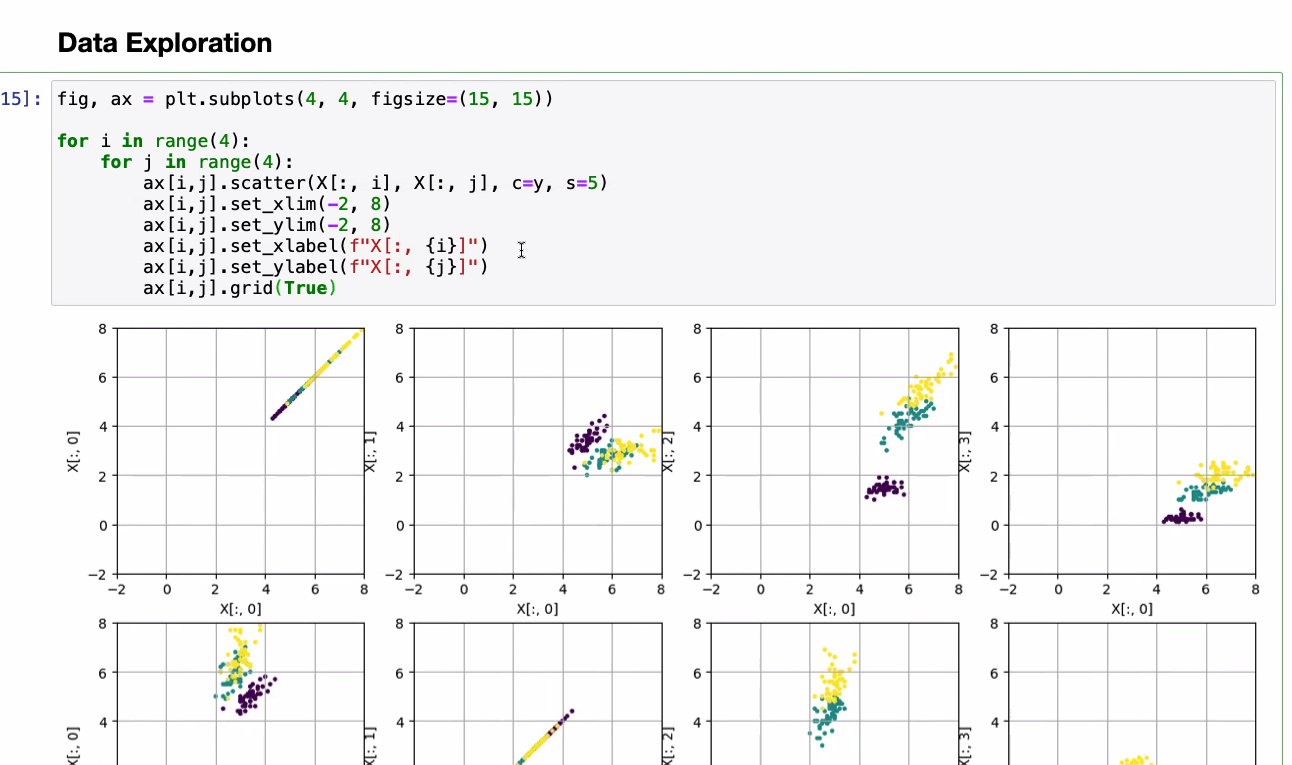 Data Exploration
15]: fig, ax = plt.subplots(4, 4, figsize=(15, 15))
for i in range(4):
    for j in range(4):
        ax[i,j].scatter(X[:, i], X[:, j], c=y, s=5)
        ax[i,j].set_xlim(-2, 8)
        ax[i,j].set_ylim(-2, 8)
        ax[i,j].set_xlabel(f"X[:, {i}]")
        ax[i,j].set_ylabel(f"X[:, {j}]")
        ax[i,j].grid(True)
8 8 8 8
6 6 6 6
4 4 4 4
X[:, 0] X[:, 1] X[:, 2] X[:, 3]
2 2 2 2
0 0 0 0
−2 −2 −2 −2
−2 0 2 4 6 8 −2 0 2 4 6 8 −2 0 2 4 6 8 −2 0 2 4 6 8
X[:, 0] X[:, 0] X[:, 0] X[:, 0]
8 8 8 8
6 6 6 6
4 4 4 4
X[:, 0] X[:, 1] X[:, 2] X[:, 3]